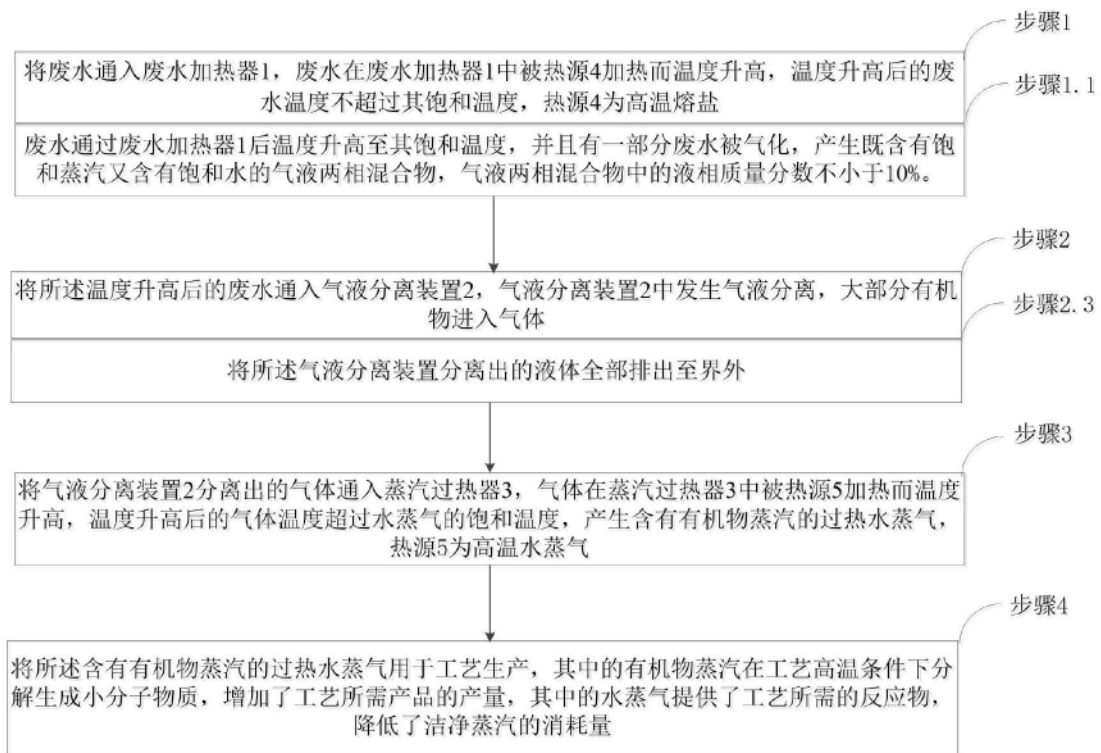 步骤1
将废水通入废水加热器1，废水在废水加热器1中被热源4加热而温度升高，温度升高后的废
水温度不超过其饱和温度，热源4为高温熔盐
步骤1.1
废水通过废水加热器1后温度升高至其饱和温度，并且有一部分废水被气化，产生既含有饱
和蒸汽又含有饱和水的气液两相混合物，气液两相混合物中的液相质量分数不小于10%。
步骤2
将所述温度升高后的废水通入气液分离装置2，气液分离装置2中发生气液分离，大部分有机
物进入气体
步骤2.3
将所述气液分离装置分离出的液体全部排出至界外
步骤3
将气液分离装置2分离出的气体通入蒸汽过热器3，气体在蒸汽过热器3中被热源5加热而温度
升高，温度升高后的气体温度超过水蒸气的饱和温度，产生含有有机物蒸汽的过热水蒸气，
热源5为高温水蒸气
步骤4
将所述含有有机物蒸汽的过热水蒸气用于工艺生产，其中的有机物蒸汽在工艺高温条件下分
解生成小分子物质，增加了工艺所需产品的产量，其中的水蒸气提供了工艺所需的反应物，
降低了洁净蒸汽的消耗量